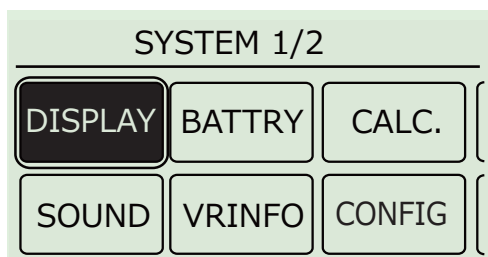 SYSTEM 1/2
DISPLAY BATTRY CALC.
SOUND VRINFO CONFIG